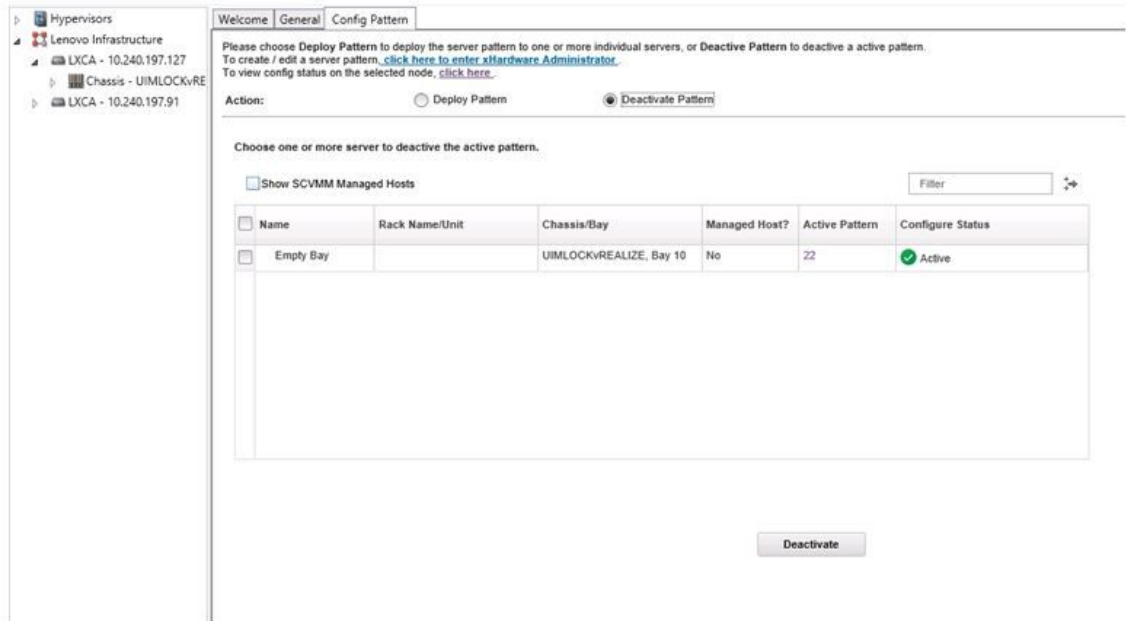 Hypervisors
Lenovo Infrastructure
LXCA - 10.240.197.127
Chassis - UIMLOCKvRE
LXCA - 10.240.197.91
Welcome General Config Pattern
Please choose Deploy Pattern to deploy the server pattern to one or more individual servers, or Deactive Pattern to deactive a active pattern.
To create / edit a server pattern, click here to enter xHardware Administrator .
To view config status on the selected node, click here .
Action: Deploy Pattern Deactivate Pattern
Choose one or more server to deactive the active pattern.
Show SCVMM Managed Hosts Filter
Name Rack Name/Unit Chassis/Bay Managed Host? Active Pattern Configure Status
Empty Bay UIMLOCKvREALIZE, Bay 10 No 22 Active
Deactivate